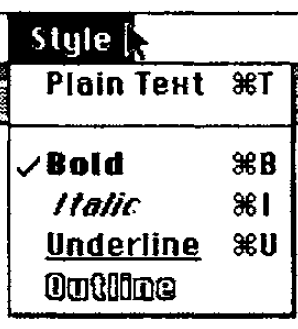 Style
Plain Text ⌘T
✓Bold ⌘B
Italic ⌘I
Underline ⌘U
Outline